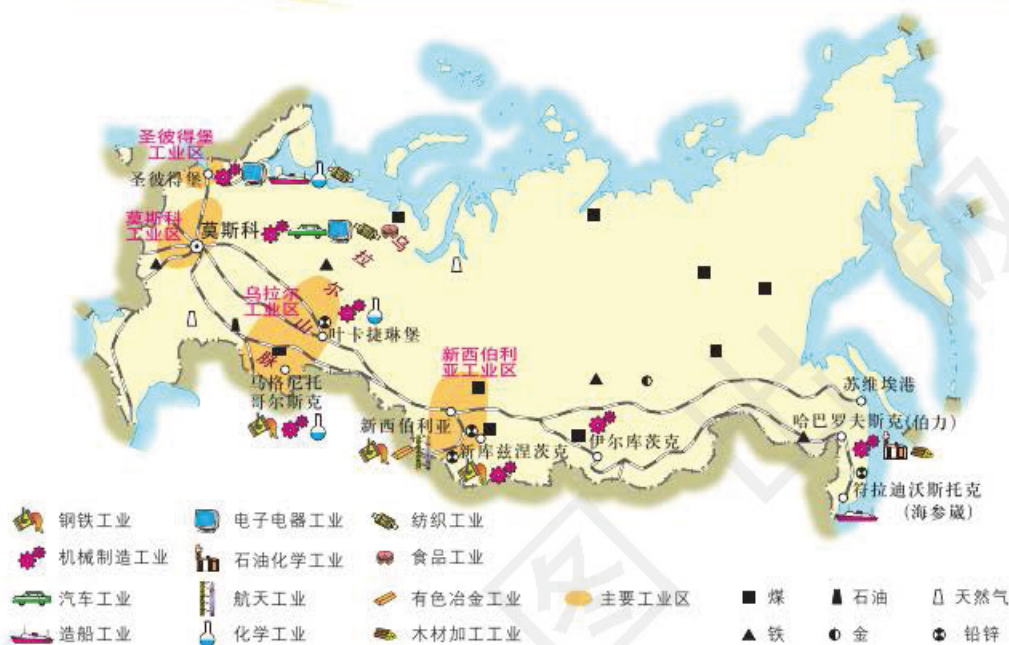 圣彼得堡
工业区
圣彼得堡
莫斯科
工业区
莫斯科
乌
拉
尔
山
脉
乌拉尔
工业区
叶卡捷琳堡
马格尼托
哥尔斯克
新西伯利
亚工业区
新西伯利亚
新库兹涅茨克
伊尔库茨克
苏维埃港
哈巴罗夫斯克(伯力)
符拉迪沃斯托克
(海参崴)
钢铁工业
电子电器工业
纺织工业
机械制造工业
石油化学工业
食品工业
汽车工业
航天工业
有色冶金工业
主要工业区
煤
石油
天然气
造船工业
化学工业
木材加工工业
铁
金
铅锌
图
出
版